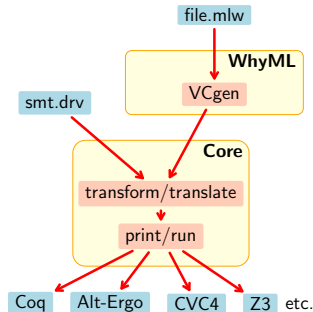 file.mlw
WhyML
VCgen
smt.drv
Core
transform/translate
print/run
Coq Alt-Ergo CVC4 Z3 etc.